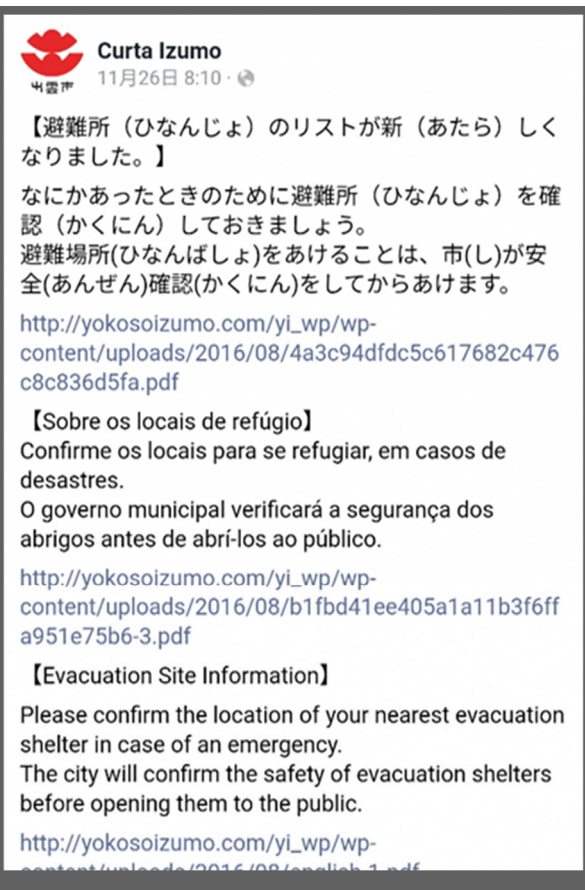 出雲市
Curta Izumo
11月26日 8:10 ·
【避難所（ひなんじょ）のリストが新（あたら）しく
なりました。】
なにかあったときのために避難所（ひなんじょ）を確
認（かくにん）しておきましょう。
避難場所(ひなんばしょ)をあけることは、市(し)が安
全(あんぜん)確認(かくにん)をしてからあけます。
http://yokosoizumo.com/yi_wp/wp-
content/uploads/2016/08/4a3c94dfdc5c617682c476
c8c836d5fa.pdf
【Sobre os locais de refúgio】
Confirme os locais para se refugiar, em casos de
desastres.
O governo municipal verificará a segurança dos
abrigos antes de abrí-los ao público.
http://yokosoizumo.com/yi_wp/wp-
content/uploads/2016/08/b1fbd41ee405a1a11b3f6ff
a951e75b6-3.pdf
【Evacuation Site Information】
Please confirm the location of your nearest evacuation
shelter in case of an emergency.
The city will confirm the safety of evacuation shelters
before opening them to the public.
http://yokosoizumo.com/yi_wp/wp-
content/uploads/2016/08/english-1.pdf